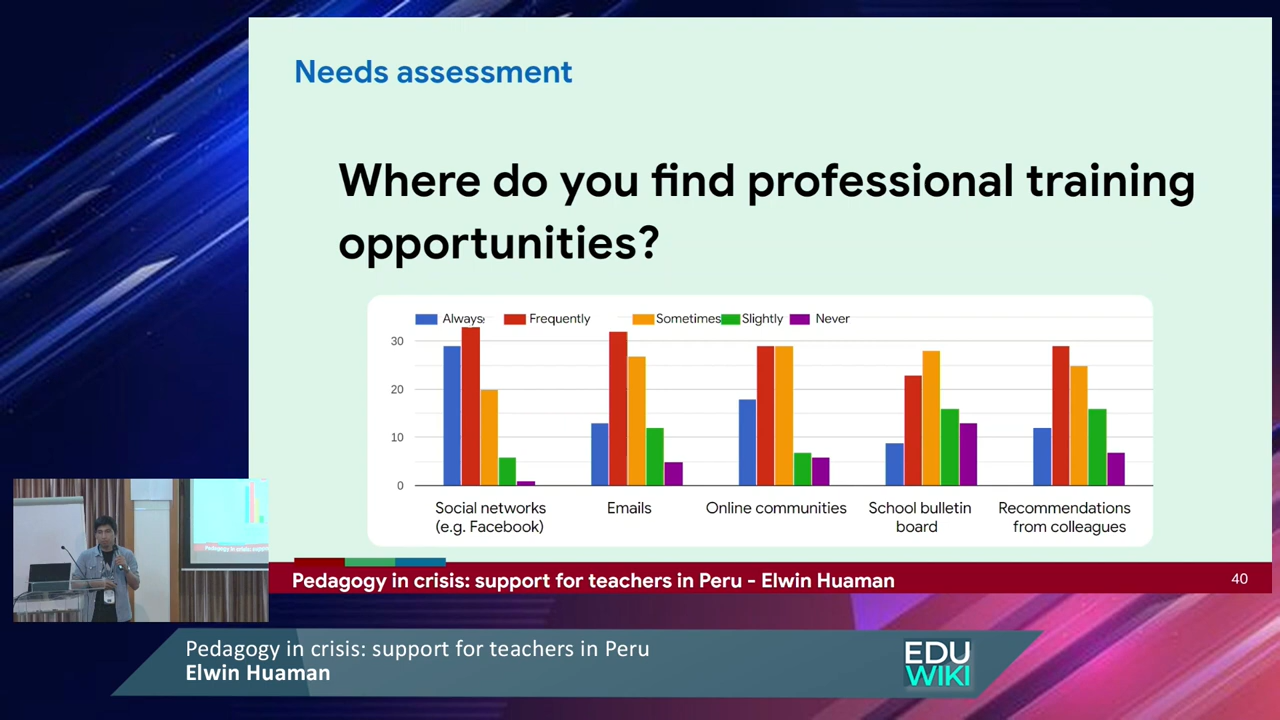 Needs assessment
Where do you find professional training
opportunities?
Always
Frequently
Sometimes
Slightly
Never
30
20
10
0
Social networks
(e.g. Facebook)
Emails
Online communities
School bulletin
board
Recommendations
from colleagues
Pedagogy in crisis: support for teachers in Peru - Elwin Huaman
40
Pedagogy in crisis: support for teachers in Peru
Elwin Huaman
EDU
WIKI